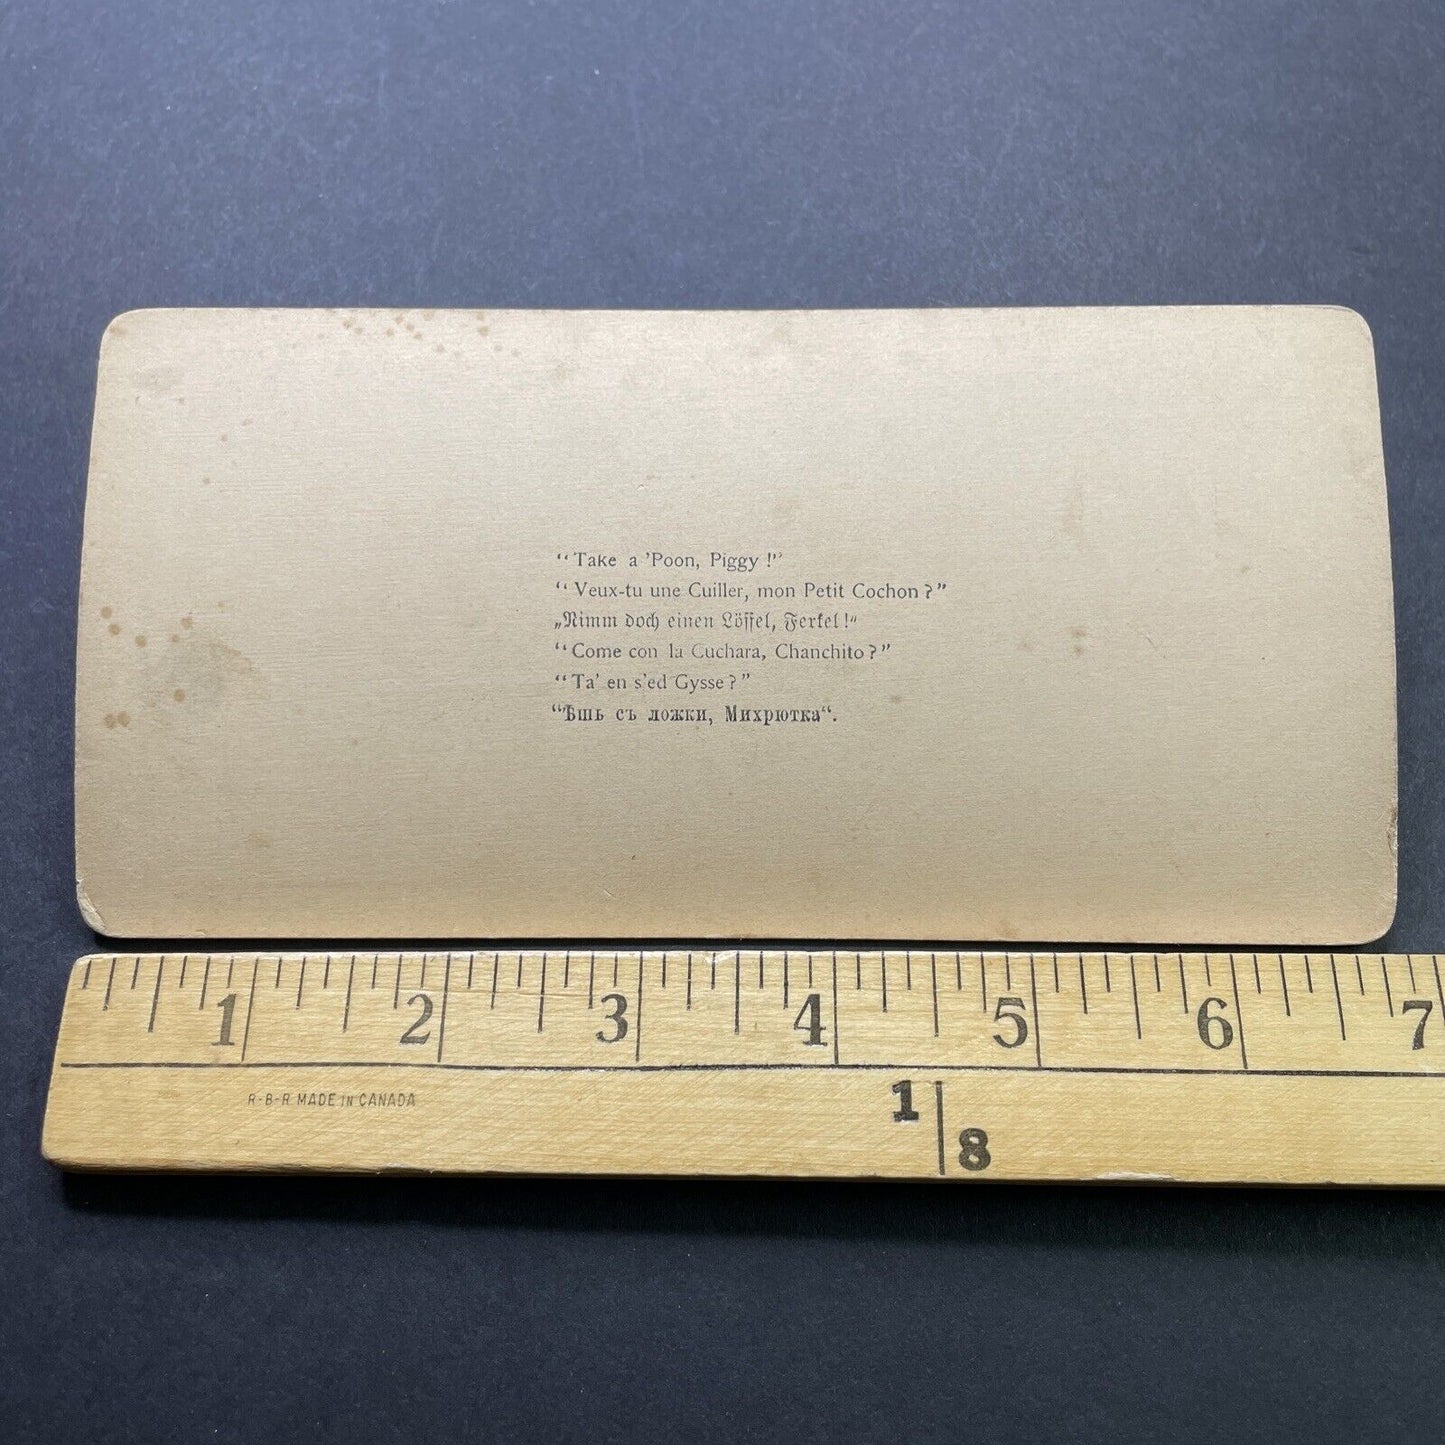 “Take a ’Poon, Piggy!”
“Veux-tu une Cuiller, mon Petit Cochon?”
„Nimm doch einen Löffel, Ferkel!“
“Come con la Cuchara, Chanchito?”
“Ta’ en s’ed Gysse?”
“Ѣшь съ ложки, Михрютка“.
1 2 3 4 5 6 7
R-B-R MADE IN CANADA
1
8